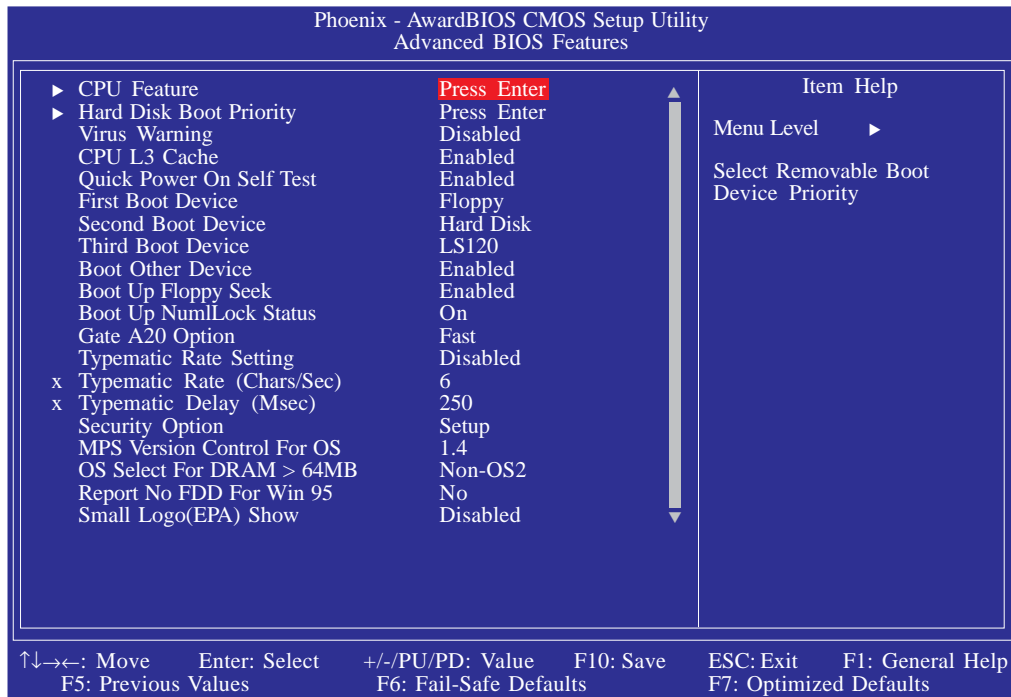 Phoenix - AwardBIOS CMOS Setup Utility
Advanced BIOS Features
▶ CPU Feature Press Enter
▶ Hard Disk Boot Priority Press Enter
Virus Warning Disabled
CPU L3 Cache Enabled
Quick Power On Self Test Enabled
First Boot Device Floppy
Second Boot Device Hard Disk
Third Boot Device LS120
Boot Other Device Enabled
Boot Up Floppy Seek Enabled
Boot Up NumlLock Status On
Gate A20 Option Fast
Typematic Rate Setting Disabled
x Typematic Rate (Chars/Sec) 6
x Typematic Delay (Msec) 250
Security Option Setup
MPS Version Control For OS 1.4
OS Select For DRAM > 64MB Non-OS2
Report No FDD For Win 95 No
Small Logo(EPA) Show Disabled
Item Help
Menu Level ▶
Select Removable Boot
Device Priority
↑↓→←: Move Enter: Select +/-/PU/PD: Value F10: Save ESC: Exit F1: General Help
F5: Previous Values F6: Fail-Safe Defaults F7: Optimized Defaults